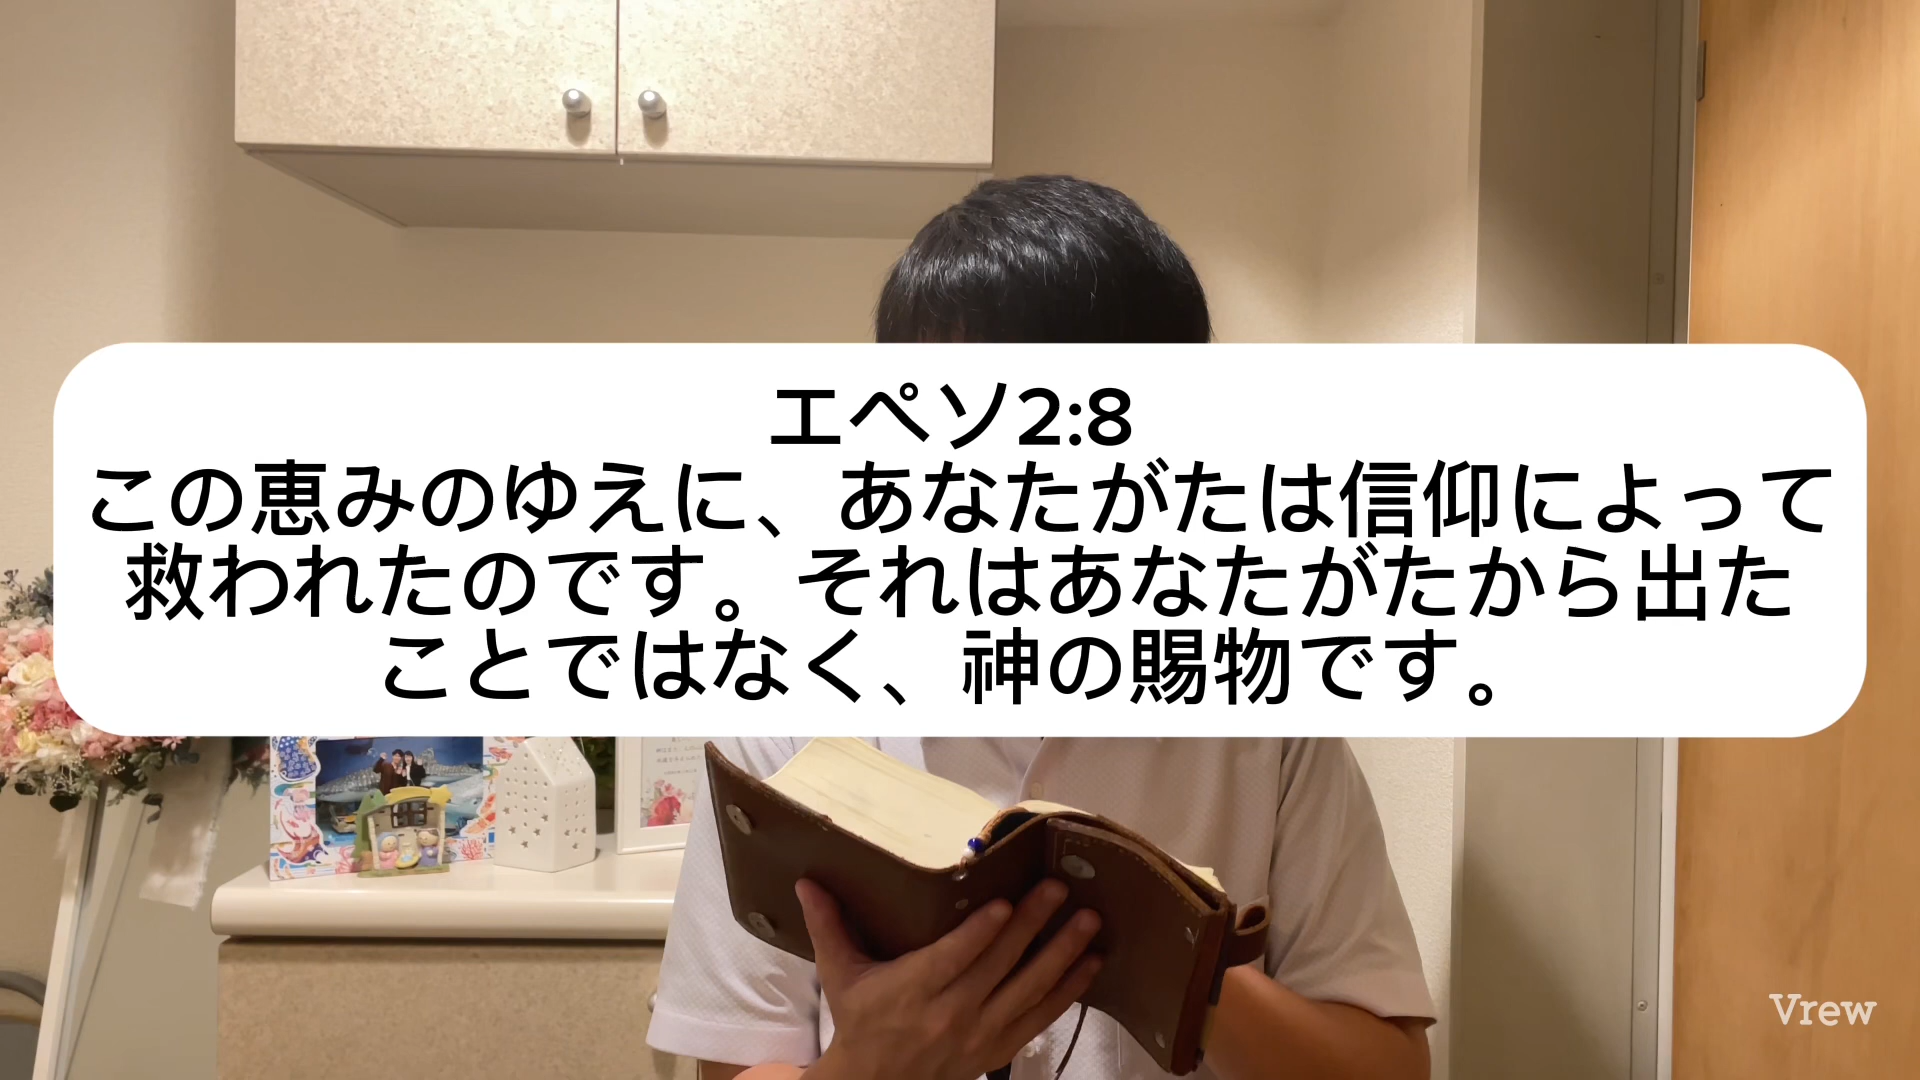 エペソ2:8
この恵みのゆえに、あなたがたは信仰によって
救われたのです。それはあなたがたから出た
ことではなく、神の賜物です。
Vrew